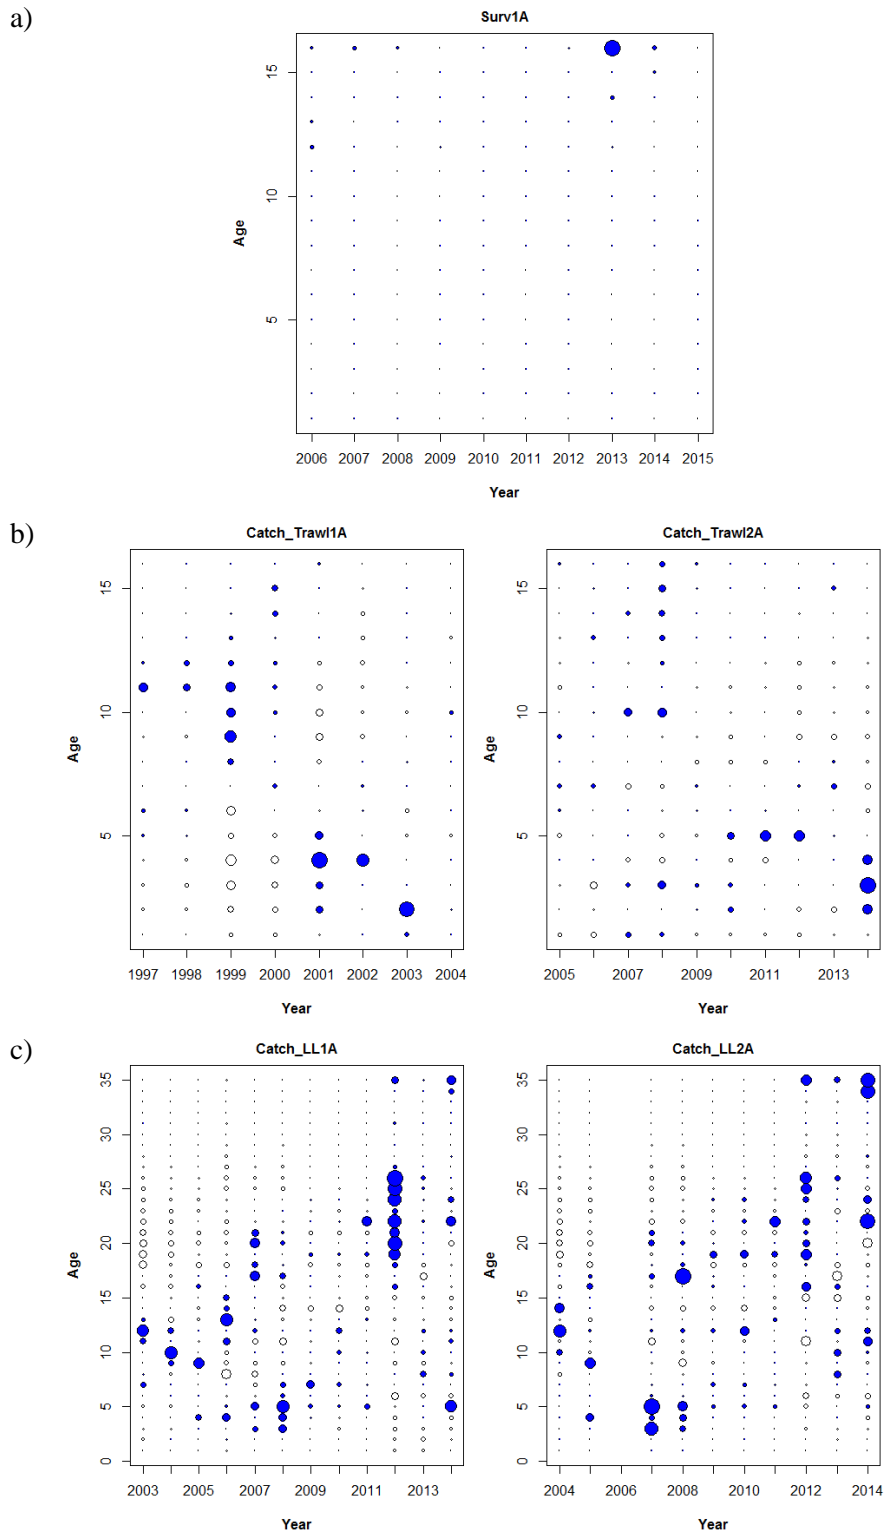 a)
Surv1A
Age
15
10
5
2006 2007 2008 2009 2010 2011 2012 2013 2014 2015
Year
b)
Catch_Trawl1A
Age
15
10
5
1997 1998 1999 2000 2001 2002 2003 2004
Year
Catch_Trawl2A
Age
15
10
5
2005 2007 2009 2011 2013
Year
c)
Catch_LL1A
Age
35
30
25
20
15
10
5
0
2003 2005 2007 2009 2011 2013
Year
Catch_LL2A
Age
35
30
25
20
15
10
5
0
2004 2006 2008 2010 2012 2014
Year